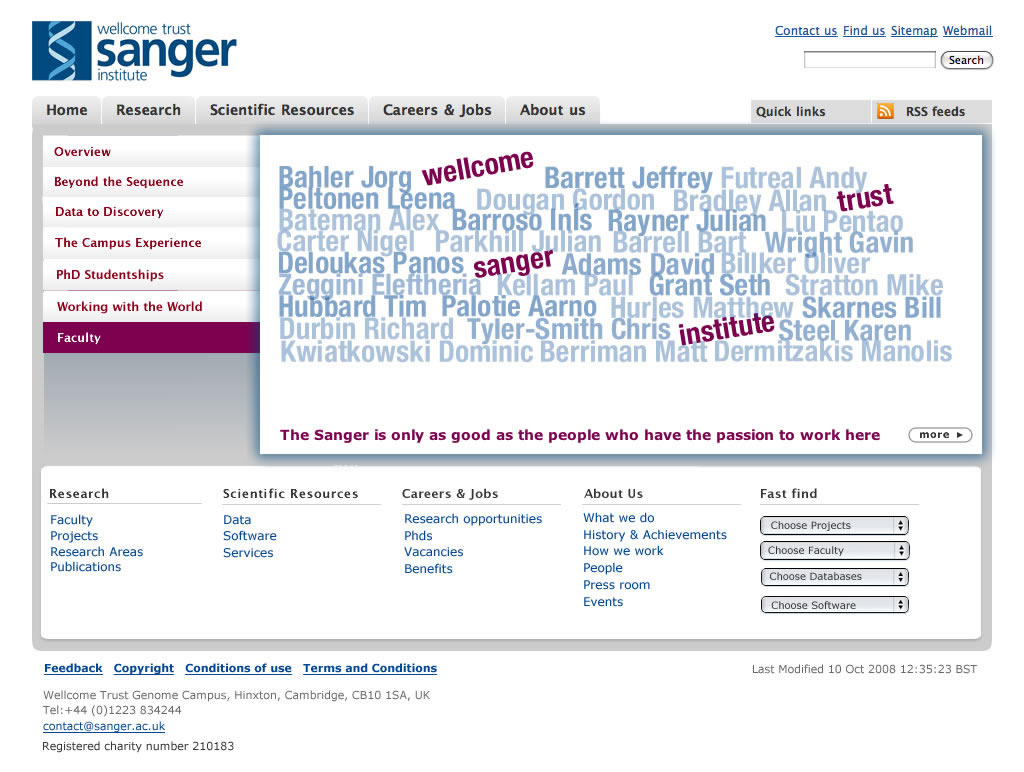 wellcome trust
sanger
institute
Contact us Find us Sitemap Webmail
Search
Home Research Scientific Resources Careers & Jobs About us
Quick links RSS feeds
Overview
Beyond the Sequence
Data to Discovery
The Campus Experience
PhD Studentships
Working with the World
Faculty
Bahler Jorg wellcome Barrett Jeffrey Futreal Andy
Peltonen Leena Dougan Gordon Bradley Allan trust
Bateman Alex Barroso Inês Rayner Julian Liu Pentao
Carter Nigel Parkhill Julian Barrell Bart Wright Gavin
Deloukas Panos sanger Adams David Billker Oliver
Zeggini Eleftheria Kellam Paul Grant Seth Stratton Mike
Hubbard Tim Palotie Aarno Hurles Matthew Skarnes Bill
Durbin Richard Tyler-Smith Chris institute Steel Karen
Kwiatkowski Dominic Berriman Matt Dermitzakis Manolis
The Sanger is only as good as the people who have the passion to work here
more
Research
Faculty
Projects
Research Areas
Publications
Scientific Resources
Data
Software
Services
Careers & Jobs
Research opportunities
Phds
Vacancies
Benefits
About Us
What we do
History & Achievements
How we work
People
Press room
Events
Fast find
Choose Projects
Choose Faculty
Choose Databases
Choose Software
Feedback Copyright Conditions of use Terms and Conditions
Last Modified 10 Oct 2008 12:35:23 BST
Wellcome Trust Genome Campus, Hinxton, Cambridge, CB10 1SA, UK
Tel:+44 (0)1223 834244
contact@sanger.ac.uk
Registered charity number 210183